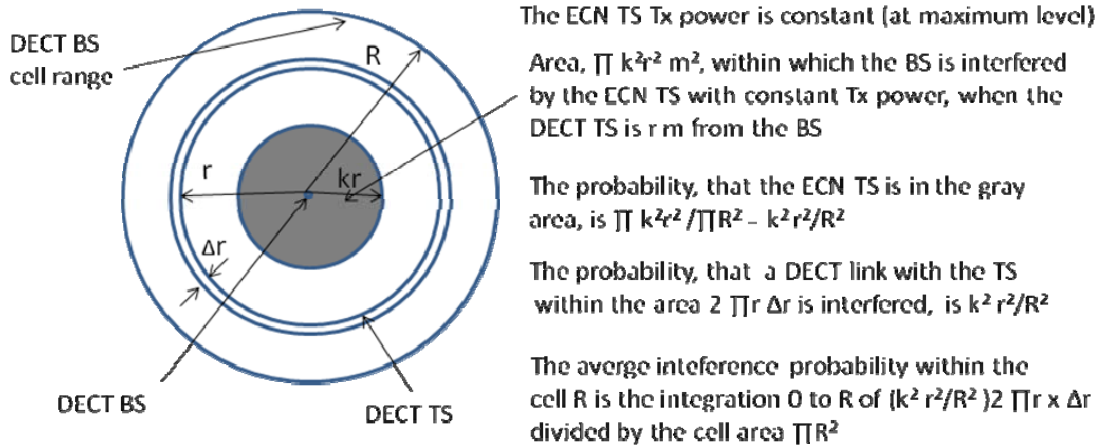 The ECN TS Tx power is constant (at maximum level)
DECT BS
cell range
R
Area, ∏ k²r² m², within which the BS is interfered
by the ECN TS with constant Tx power, when the
DECT TS is r m from the BS
r
kr
The probability, that the ECN TS is in the gray
area, is ∏ k²r²/∏R² – k²r²/R²
Δr
The probability, that a DECT link with the TS
within the area 2 ∏r Δr is interfered, is k² r²/R²
The averge inteference probability within the
cell R is the integration 0 to R of (k² r²/R² )2 ∏r x Δr
divided by the cell area ∏R²
DECT BS
DECT TS